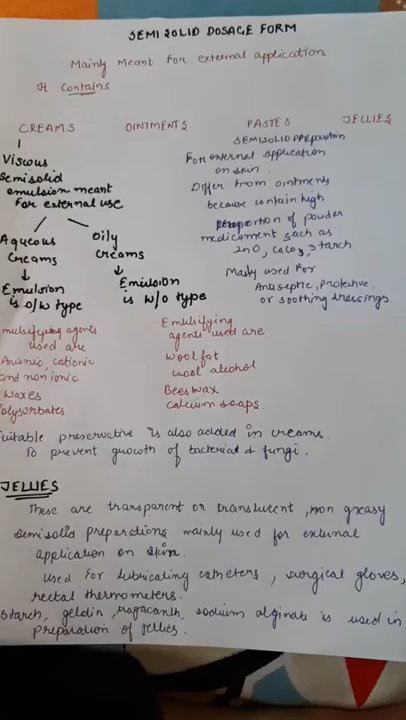 SEMI SOLID DOSAGE FORM
Mainly Meant For external application
It Contains
CREAMS OINTMENTS PASTES JELLIES
Viscous
Semisolid
emulsion meant
For external use
Aqueous
Creams
Emulsion
is o/w type
Oily
Creams
Emulsion
is w/o type
SEMISOLID PREPARATION
For external application
on skin.
Differ from ointments
because contain high
proportion of powder
medicament such as
ZnO, CaCO3, starch
Mainly used for
Antiseptic, protective,
or soothing dressings.
mulsifying agents
used are
Anionic, cationic
and non ionic
waxes
olysorbates
Emulsifying
agents used are
Wool fat
wool alcohol
Bees wax
calcium soaps.
uitable preservative is also added in creams.
To prevent growth of bacterial & fungi.
JELLIES
These are transparent or translucent, non greasy
semisolid preparations mainly used for external
application on skin.
Used For lubricating catheters, surgical gloves,
rectal thermometers.
starch, sodium alginate is used in
preparation of Jellies.